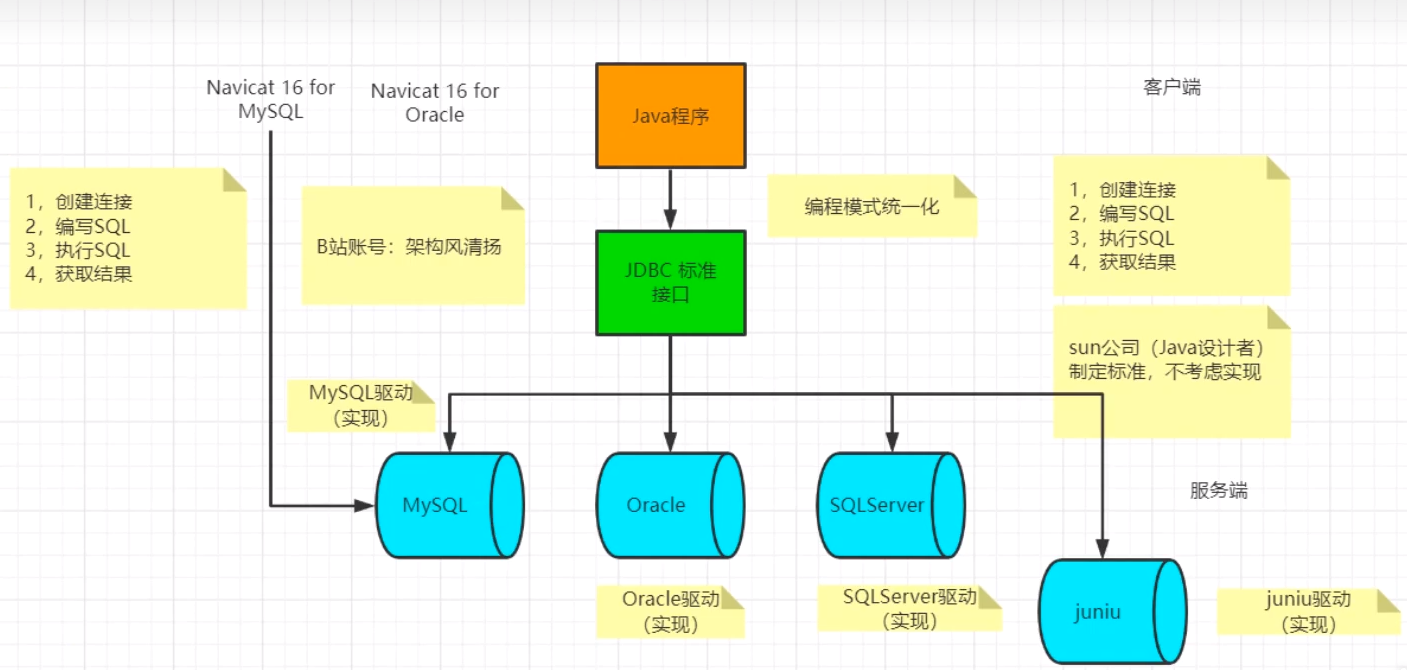 Navicat 16 for
MySQL
Navicat 16 for
Oracle
Java程序
客户端
1，创建连接
2，编写SQL
3，执行SQL
4，获取结果
B站账号：架构风清扬
编程模式统一化
1，创建连接
2，编写SQL
3，执行SQL
4，获取结果
JDBC 标准
接口
sun公司（Java设计者）
制定标准，不考虑实现
MySQL驱动
（实现）
MySQL
Oracle
SQLServer
服务端
Oracle驱动
（实现）
SQLServer驱动
（实现）
juniu
juniu驱动
（实现）